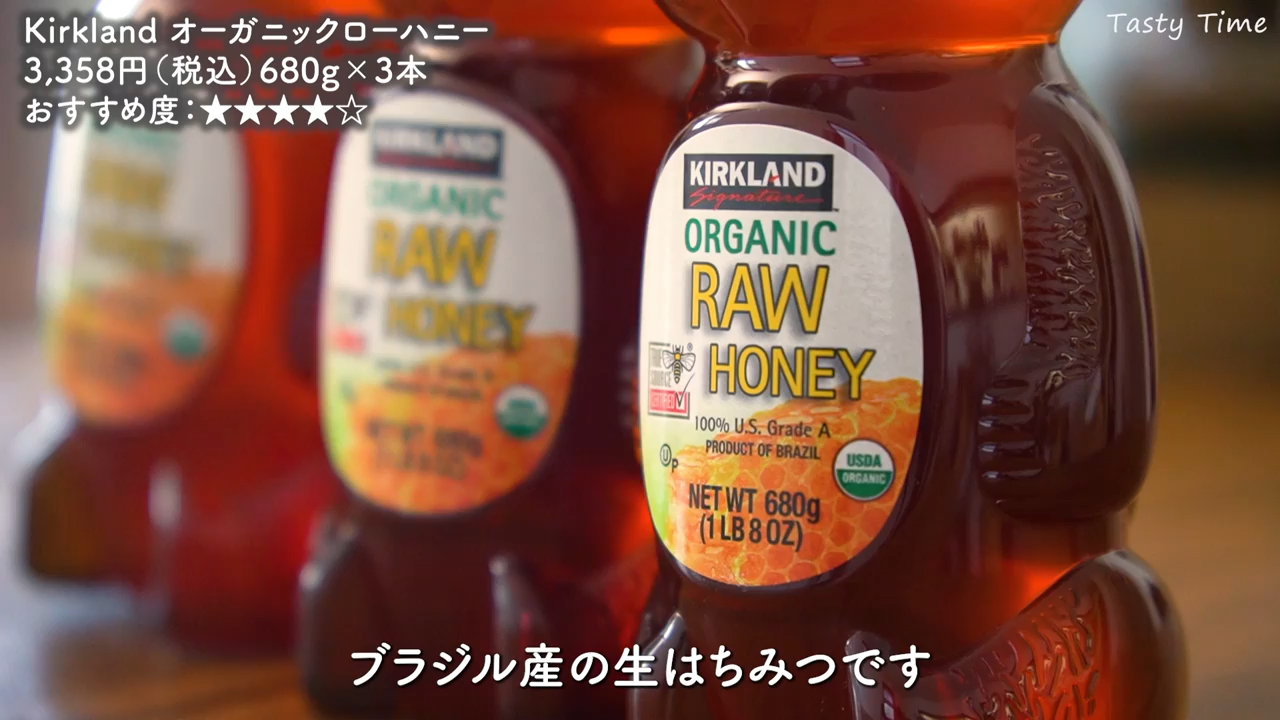 Kirkland オーガニックローハニー
3,358円（税込）680g×3本
おすすめ度：★★★★☆
Tasty Time
KIRKLAND
Signature
ORGANIC
RAW
HONEY
TRUE
SOURCE
CERTIFIED
100% U.S. Grade A
PRODUCT OF BRAZIL
U P
USDA
ORGANIC
NET WT 680g
(1 LB 8 OZ)
KIRKLAND
ORGANIC
RAW
HONEY
ブラジル産の生はちみつです